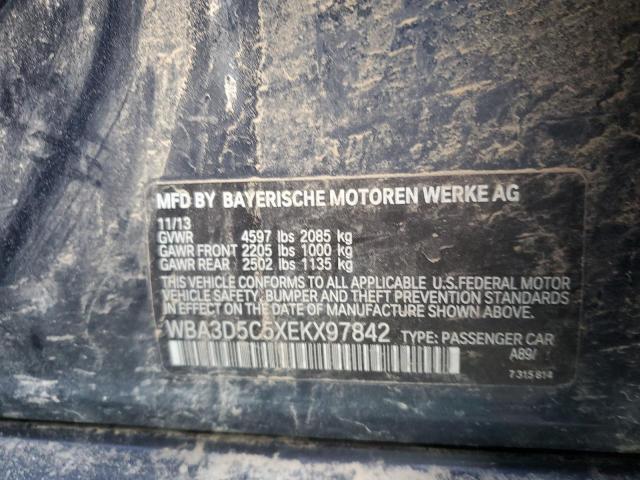 MFD BY BAYERISCHE MOTOREN WERKE AG
11/13
GVWR 4597 lbs 2085 kg
GAWR FRONT 2205 lbs 1000 kg
GAWR REAR 2502 lbs 1135 kg
THIS VEHICLE CONFORMS TO ALL APPLICABLE U.S.FEDERAL MOTOR
VEHICLE SAFETY, BUMPER AND THEFT PREVENTION STANDARDS
IN EFFECT ON THE DATE OF MANUFACTURE SHOWN ABOVE.
WBA3D5C5XEKX97842 TYPE: PASSENGER CAR
A89/
7 315 814